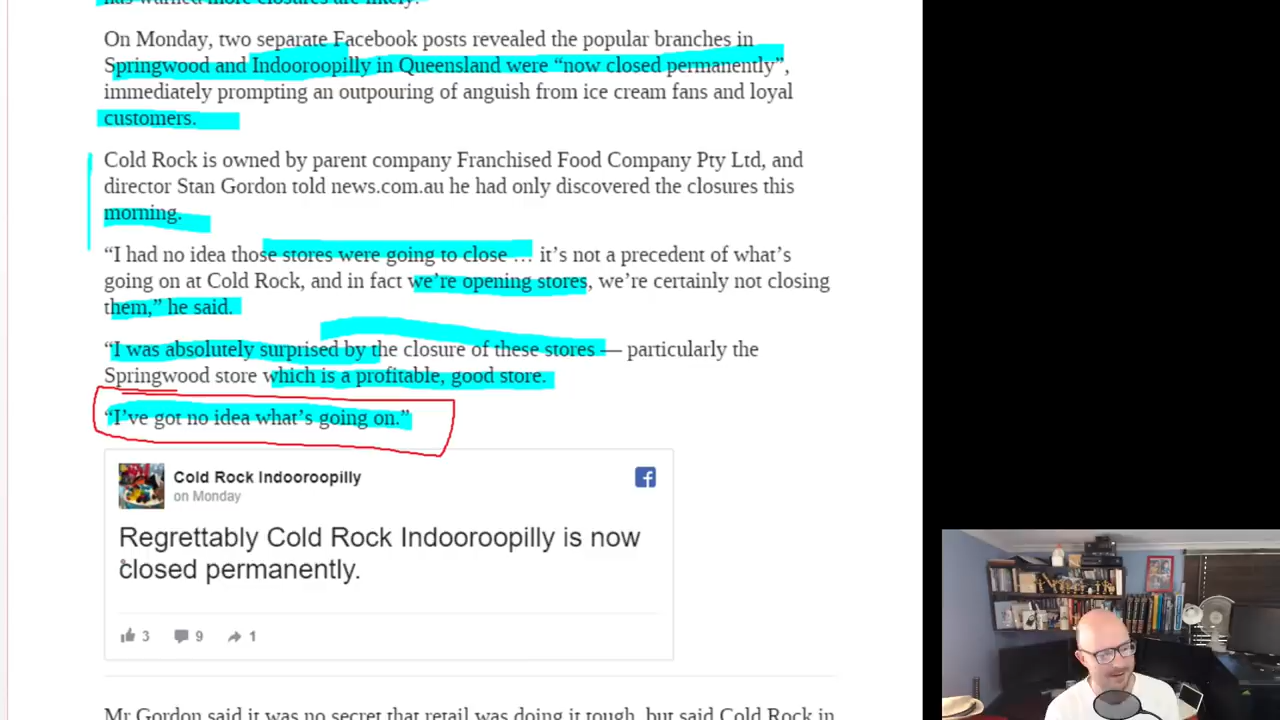 has warned more closures are likely.
On Monday, two separate Facebook posts revealed the popular branches in
Springwood and Indooroopilly in Queensland were “now closed permanently”,
immediately prompting an outpouring of anguish from ice cream fans and loyal
customers.
Cold Rock is owned by parent company Franchised Food Company Pty Ltd, and
director Stan Gordon told news.com.au he had only discovered the closures this
morning.
“I had no idea those stores were going to close … it’s not a precedent of what’s
going on at Cold Rock, and in fact we’re opening stores, we’re certainly not closing
them,” he said.
“I was absolutely surprised by the closure of these stores — particularly the
Springwood store which is a profitable, good store.
“I’ve got no idea what’s going on.”
Cold Rock Indooroopilly
on Monday
Regrettably Cold Rock Indooroopilly is now
closed permanently.
3 9 1
Mr Gordon said it was no secret that retail was doing it tough, but said Cold Rock in